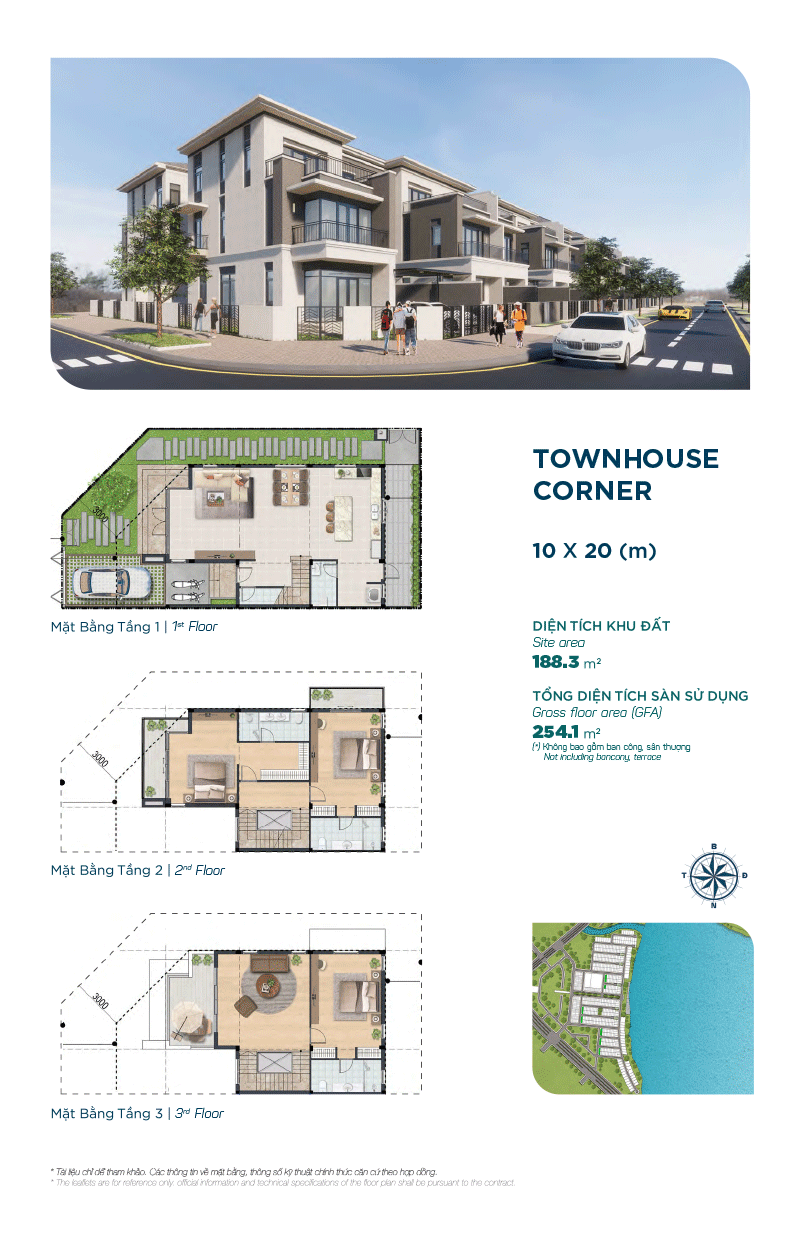 TOWNHOUSE
CORNER
10 X 20 (m)
3000
Mặt Bằng Tầng 1 | 1st Floor
DIỆN TÍCH KHU ĐẤT
Site area
188.3 m²
TỔNG DIỆN TÍCH SÀN SỬ DỤNG
Gross floor area (GFA)
254.1 m²
(*) Không bao gồm ban công, sân thượng
Not including bancony, terrace
3000
Mặt Bằng Tầng 2 | 2nd Floor
B
T Đ
N
3000
Mặt Bằng Tầng 3 | 3rd Floor
* Tài liệu chỉ để tham khảo. Các thông tin về mặt bằng, thông số kỹ thuật chính thức căn cứ theo hợp đồng.
* The leaflets are for reference only. official information and technical specifications of the floor plan shall be pursuant to the contract.